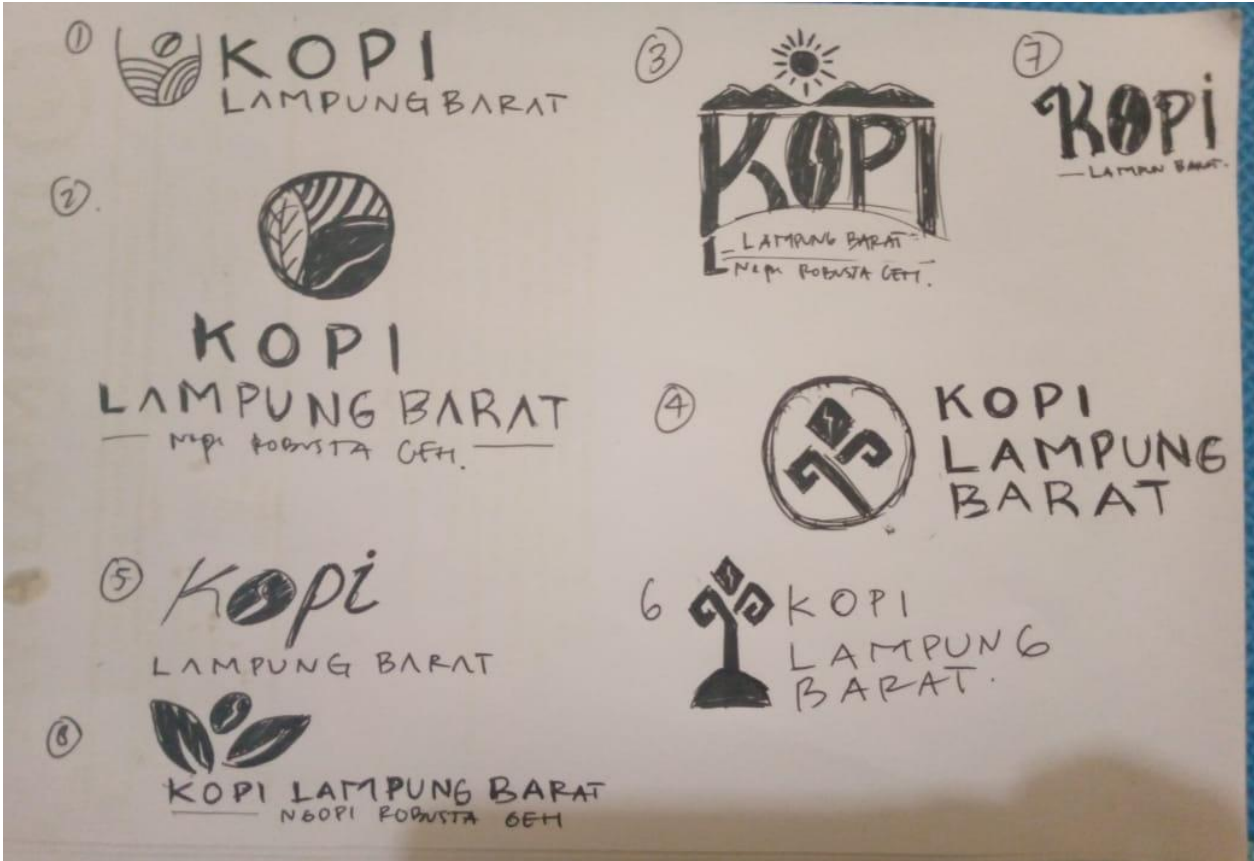 1
KOPI
LAMPUNG BARAT
2.
KOPI
LAMPUNG BARAT
ROBUSTA GEH.
3
KOPI
LAMPUNG BARAT
ROBUSTA GEH.
7
KOPi
LAMPUN BARAT.
4
KOPI
LAMPUNG
BARAT
5
Kopi
LAMPUNG BARAT
6
KOPI
LAMPUNG
BARAT.
8
KOPI LAMPUNG BARAT
NGOPI ROBUSTA GEH